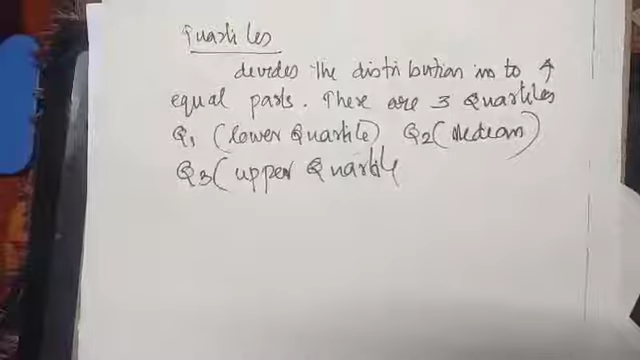 Quartiles
devides the distribution in to 4
equal parts. There are 3 Quartiles
Q1 (lower Quartile) Q2 (Median)
Q3 (upper Quartile